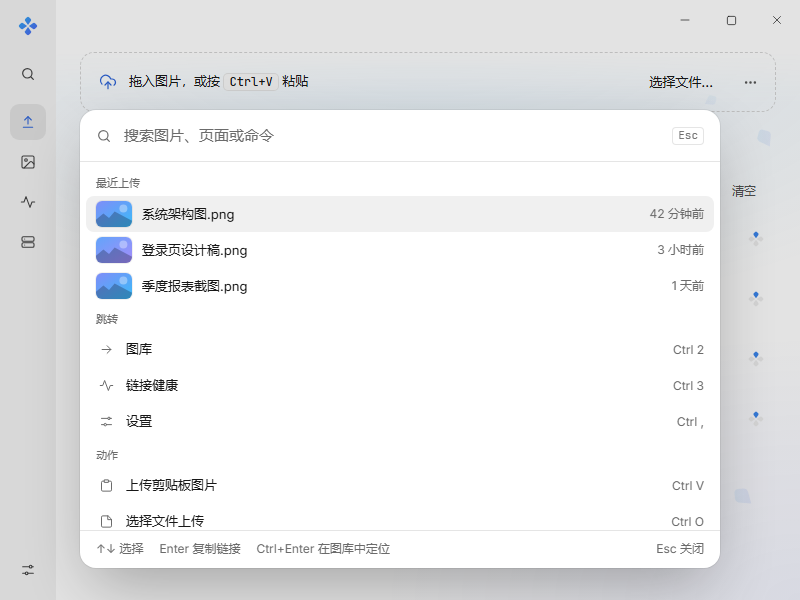 拖入图片，或按 Ctrl+V 粘贴 选择文件...
搜索图片、页面或命令 Esc
最近上传
清空
系统架构图.png 42 分钟前
登录页设计稿.png 3 小时前
季度报表截图.png 1 天前
跳转
图库 Ctrl 2
链接健康 Ctrl 3
设置 Ctrl ,
动作
上传剪贴板图片 Ctrl V
选择文件上传 Ctrl O
↑↓ 选择 Enter 复制链接 Ctrl+Enter 在图库中定位 Esc 关闭